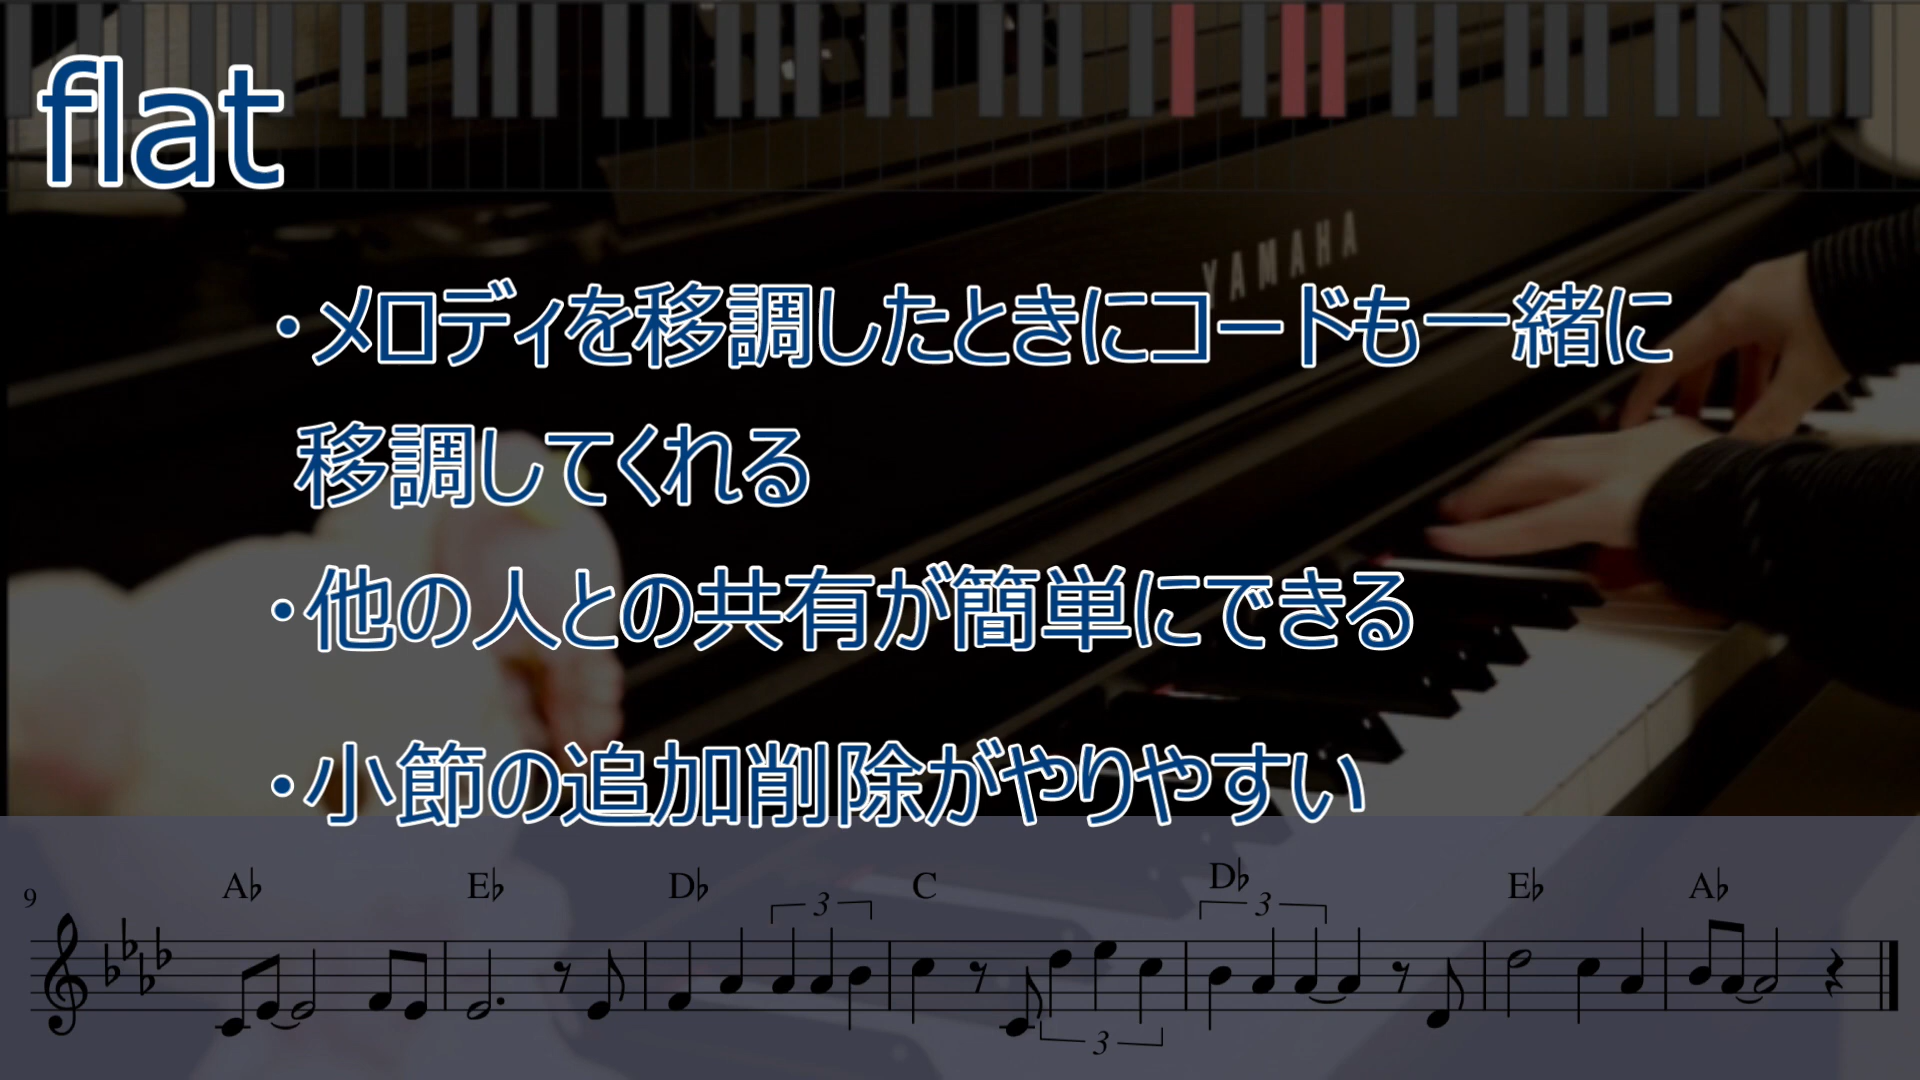 flat
YAMAHA
・メロディを移調したときにコードも一緒に
移調してくれる
・他の人との共有が簡単にできる
・小節の追加削除がやりやすい
9 A♭ E♭ D♭ 3 C D♭ 3 E♭ A♭
3